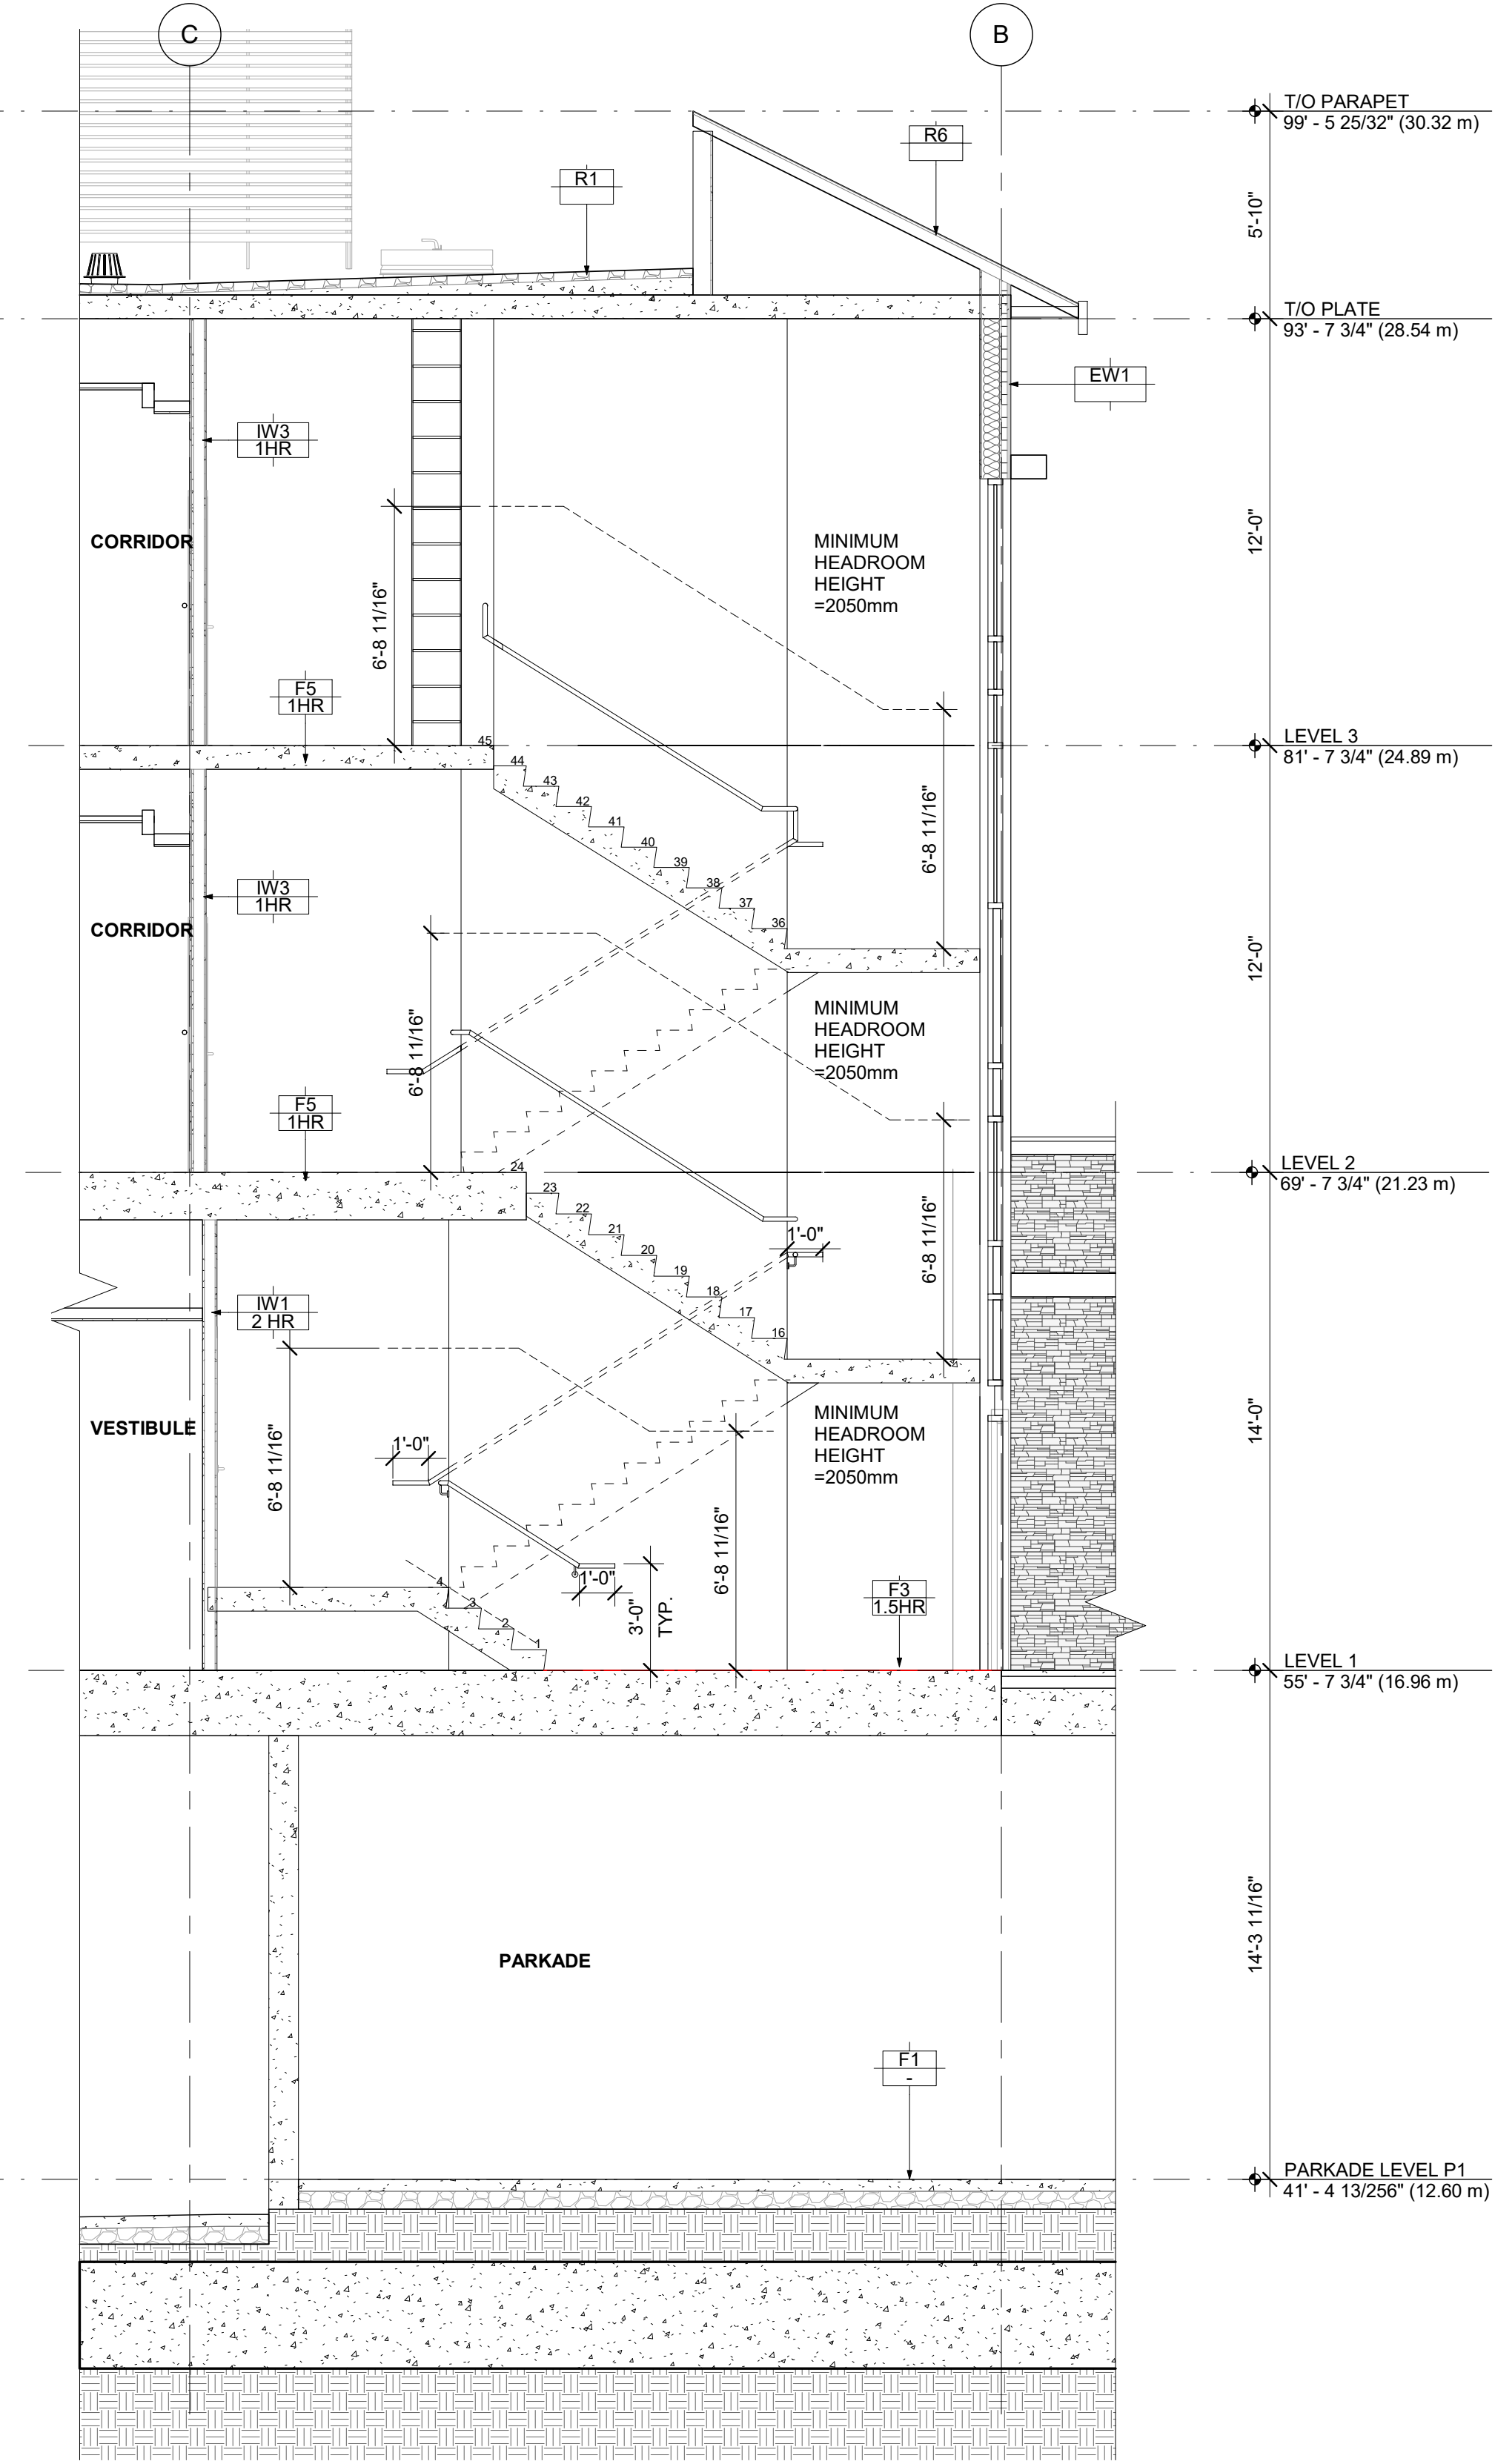 C
B
T/O PARAPET
99' - 5 25/32" (30.32 m)
R6
R1
5'-10"
T/O PLATE
93' - 7 3/4" (28.54 m)
EW1
IW3
1HR
CORRIDOR
MINIMUM
HEADROOM
HEIGHT
=2050mm
12'-0"
6'-8 11/16"
F5
1HR
LEVEL 3
81' - 7 3/4" (24.89 m)
45
44
43
42
41
40
39
38
37
36
6'-8 11/16"
IW3
1HR
CORRIDOR
12'-0"
MINIMUM
HEADROOM
HEIGHT
=2050mm
6'-8 11/16"
F5
1HR
LEVEL 2
69' - 7 3/4" (21.23 m)
24
23
22
21
20
19
18
17
16
1'-0"
6'-8 11/16"
IW1
2 HR
VESTIBULE
MINIMUM
HEADROOM
HEIGHT
=2050mm
14'-0"
1'-0"
6'-8 11/16"
6'-8 11/16"
4
3
2
1
1'-0"
3'-0"
TYP.
F3
1.5HR
LEVEL 1
55' - 7 3/4" (16.96 m)
14'-3 11/16"
PARKADE
F1
-
PARKADE LEVEL P1
41' - 4 13/256" (12.60 m)